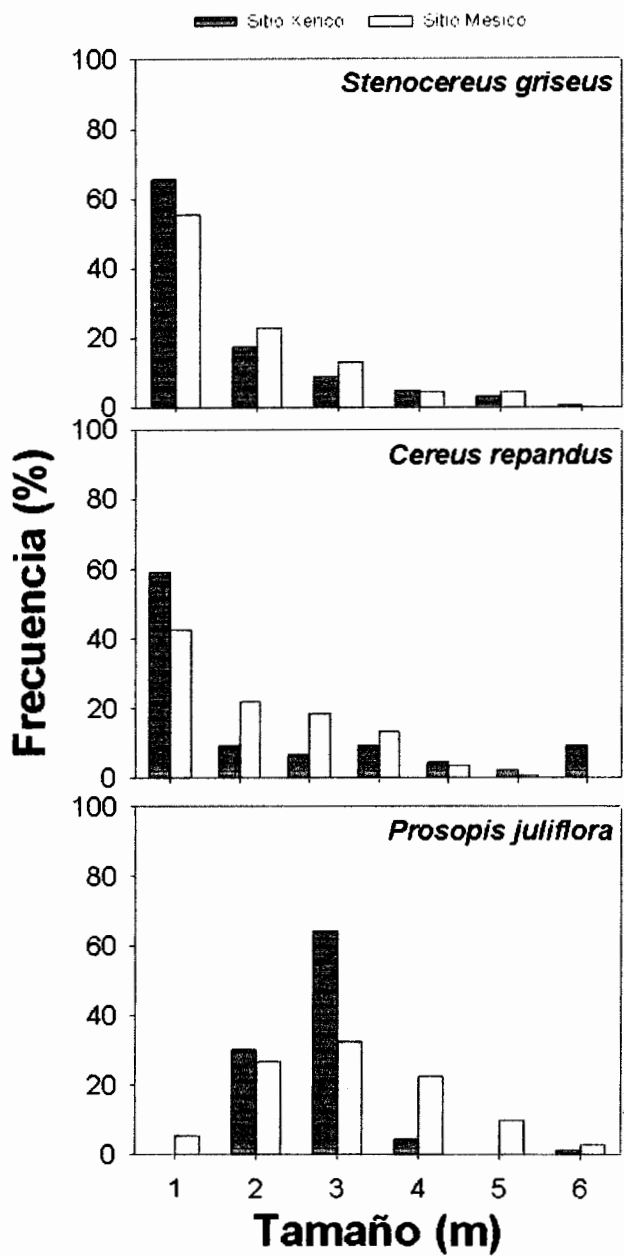 Sitio Xerico Sitio Mesico
Stenocereus griseus
100
80
60
40
20
0
Cereus repandus
100
80
60
40
20
0
Prosopis juliflora
100
80
60
40
20
0
1 2 3 4 5 6
Frecuencia (%)
Tamaño (m)